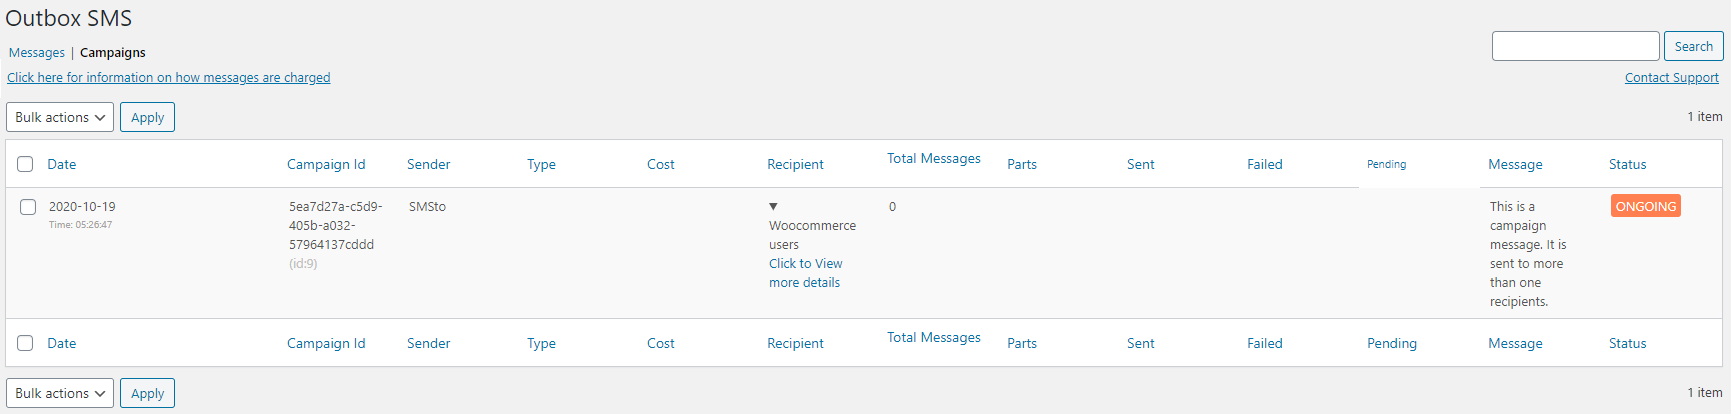 Outbox SMS
Messages | Campaigns
Search
Click here for information on how messages are charged
Contact Support
Bulk actions
Apply
1 item
Date Campaign Id Sender Type Cost Recipient Total Messages Parts Sent Failed Pending Message Status
2020-10-19
Time: 05:26:47
5ea7d27a-c5d9-
405b-a032-
57964137cddd
(id:9)
SMSto
▼
Woocommerce
users
Click to View
more details
0
This is a
campaign
message. It is
sent to more
than one
recipients.
ONGOING
Date Campaign Id Sender Type Cost Recipient Total Messages Parts Sent Failed Pending Message Status
Bulk actions
Apply
1 item